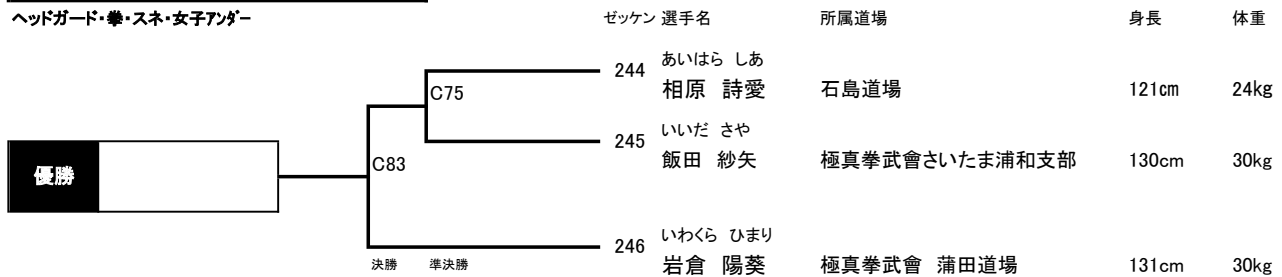 ヘッドガード・拳・スネ・女子アンダー
ゼッケン 選手名 所属道場 身長 体重
あいはら しあ
244 相原 詩愛 石島道場 121cm 24kg
C75
いいだ さや
245 飯田 紗矢 極真拳武會さいたま浦和支部 130cm 30kg
C83
優勝
いわくら ひまり
246 岩倉 陽葵 極真拳武會 蒲田道場 131cm 30kg
決勝 準決勝